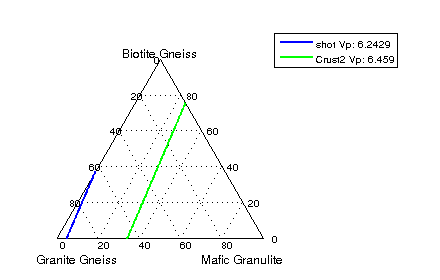 shot Vp: 6.2429
Crust2 Vp: 6.459
Biotite Gneiss
0
20 80
40 60
60 40
80 20
0 20 40 60 80 0
Granite Gneiss Mafic Granulite